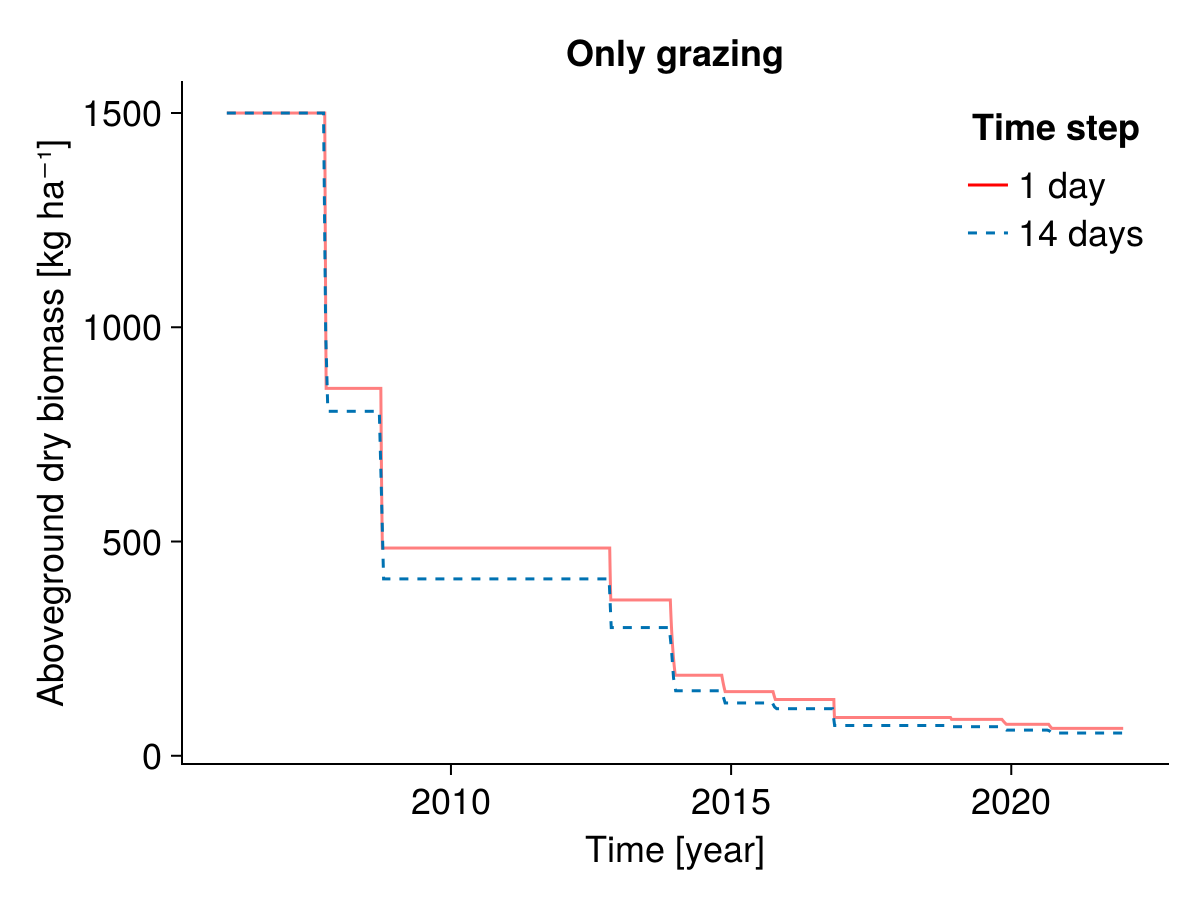 Only grazing
Aboveground dry biomass [kg ha⁻¹]
1500
1000
500
0
Time step
1 day
14 days
2010
2015
2020
Time [year]